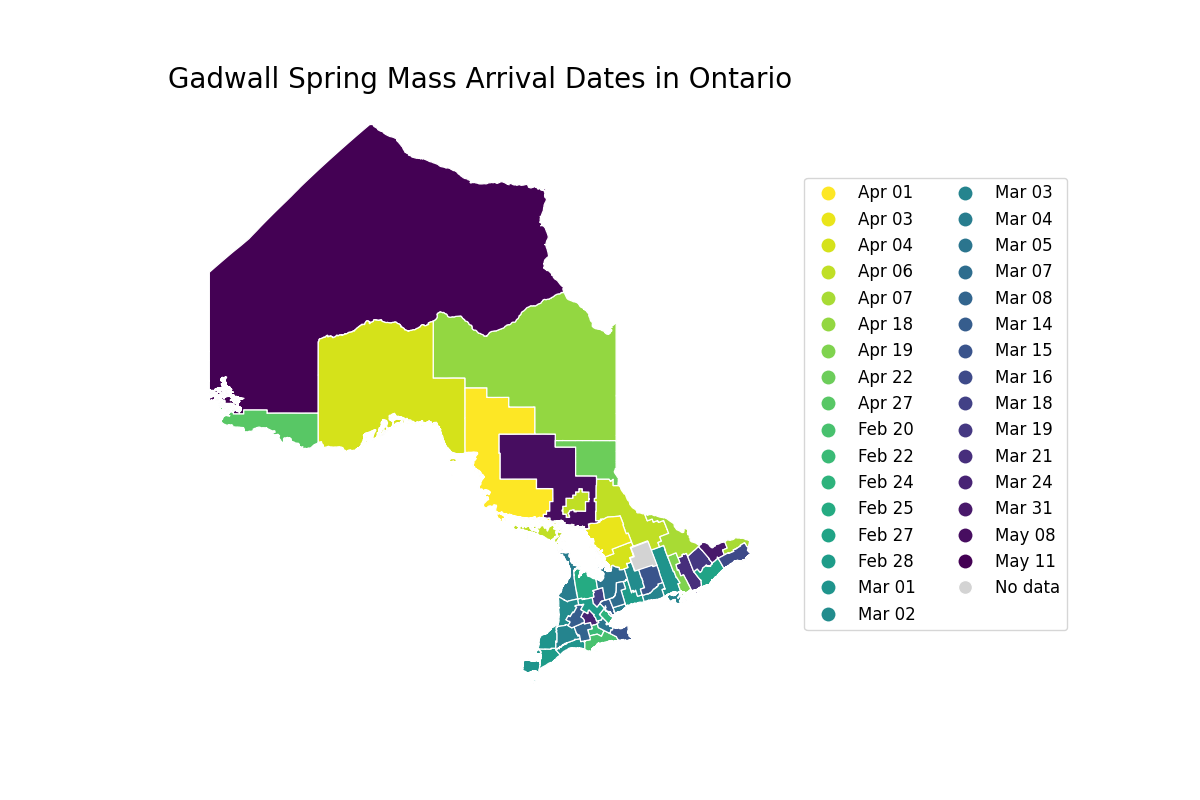 Gadwall Spring Mass Arrival Dates in Ontario
Apr 01
Apr 03
Apr 04
Apr 06
Apr 07
Apr 18
Apr 19
Apr 22
Apr 27
Feb 20
Feb 22
Feb 24
Feb 25
Feb 27
Feb 28
Mar 01
Mar 02
Mar 03
Mar 04
Mar 05
Mar 07
Mar 08
Mar 14
Mar 15
Mar 16
Mar 18
Mar 19
Mar 21
Mar 24
Mar 31
May 08
May 11
No data